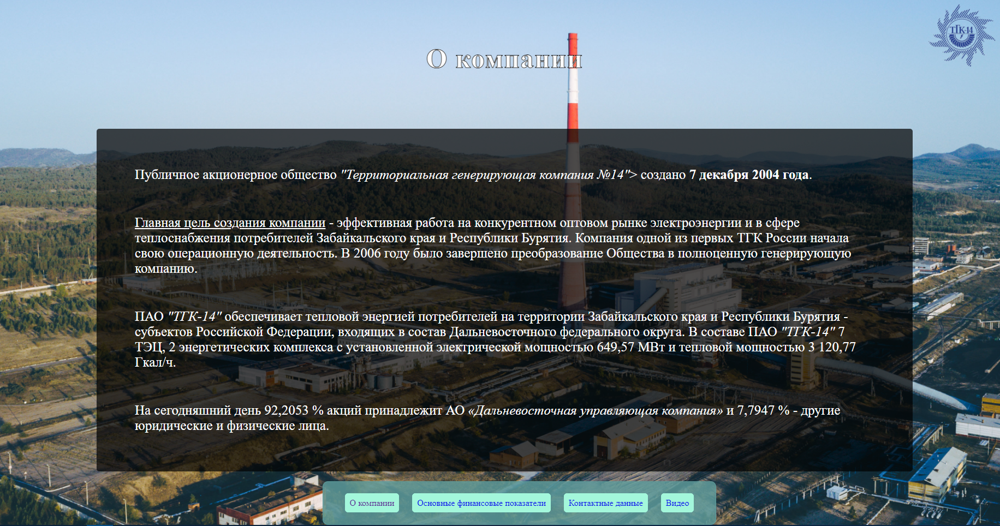 ТГК-14
О компании
Публичное акционерное общество "Территориальная генерирующая компания №14"> создано 7 декабря 2004 года.
Главная цель создания компании - эффективная работа на конкурентном оптовом рынке электроэнергии и в сфере
теплоснабжения потребителей Забайкальского края и Республики Бурятия. Компания одной из первых ТГК России начала
свою операционную деятельность. В 2006 году было завершено преобразование Общества в полноценную генерирующую
компанию.
ПАО "ТГК-14" обеспечивает тепловой энергией потребителей на территории Забайкальского края и Республики Бурятия -
субъектов Российской Федерации, входящих в состав Дальневосточного федерального округа. В составе ПАО "ТГК-14" 7
ТЭЦ, 2 энергетических комплекса с установленной электрической мощностью 649,57 МВт и тепловой мощностью 3 120,77
Гкал/ч.
На сегодняшний день 92,2053 % акций принадлежит АО «Дальневосточная управляющая компания» и 7,7947 % - другие
юридические и физические лица.
О компании
Основные финансовые показатели
Контактные данные
Видео